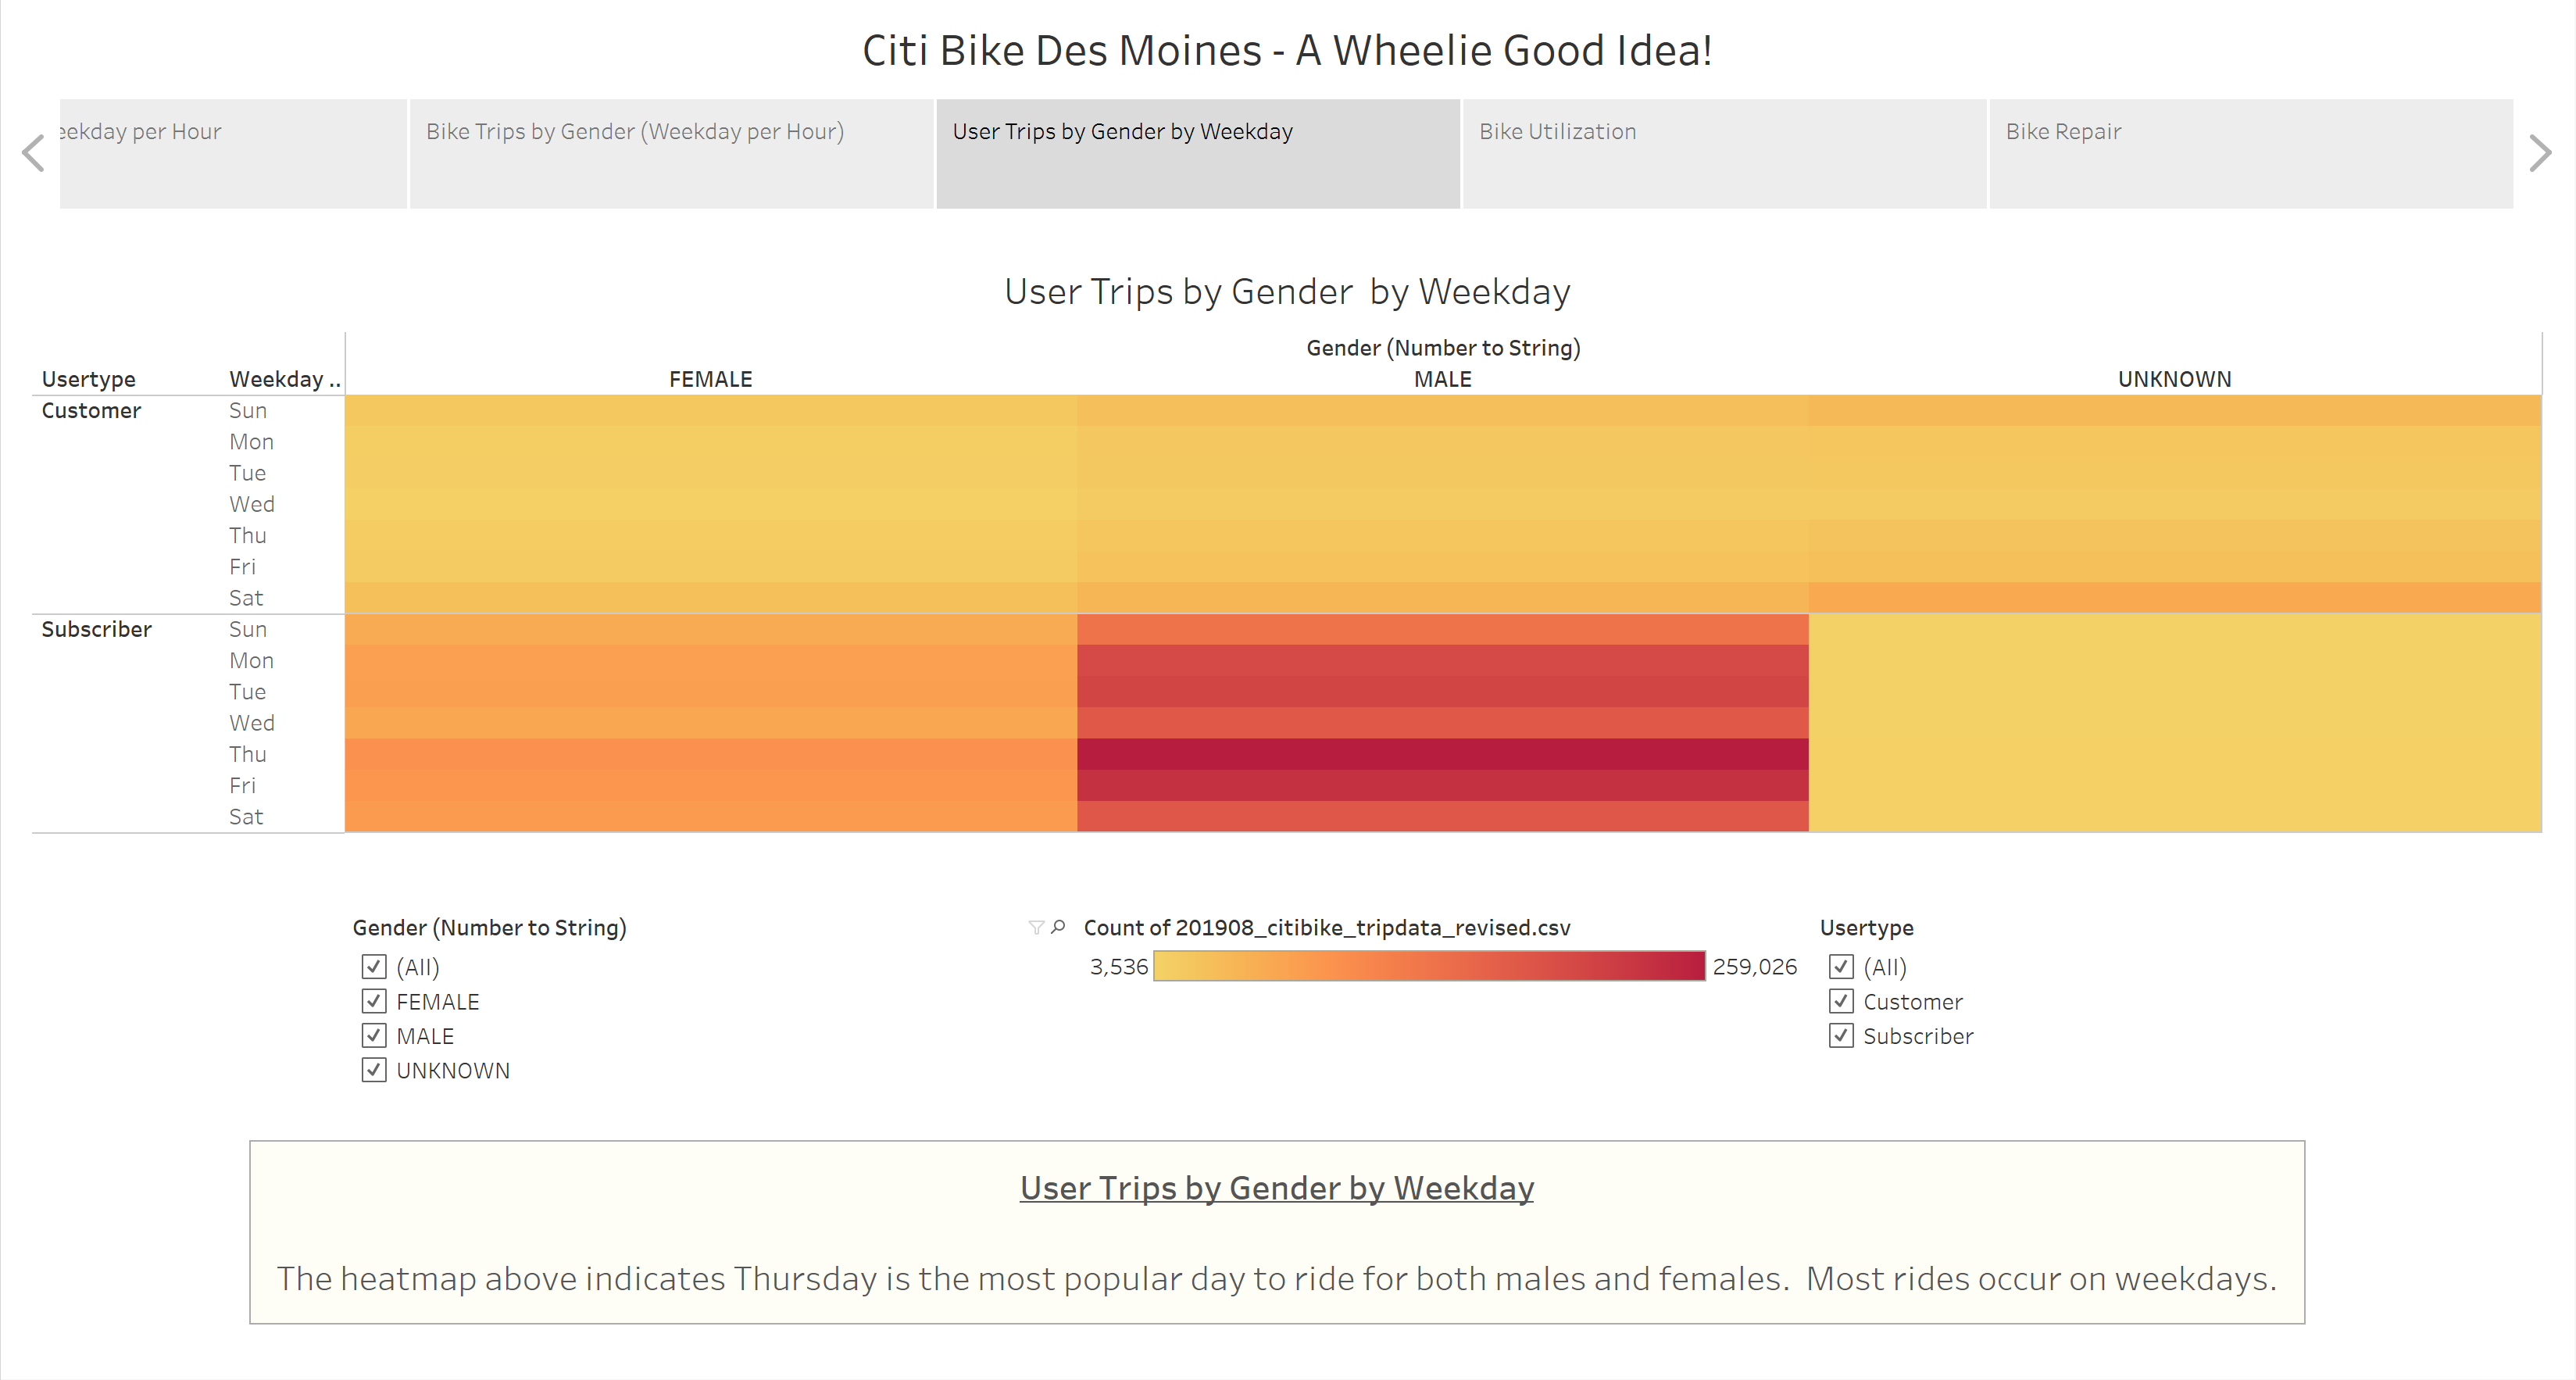 Citi Bike Des Moines - A Wheelie Good Idea!
eekday per Hour
Bike Trips by Gender (Weekday per Hour)
User Trips by Gender by Weekday
Bike Utilization
Bike Repair
User Trips by Gender  by Weekday
Gender (Number to String)
Usertype Weekday .. FEMALE MALE UNKNOWN
Customer Sun
Mon
Tue
Wed
Thu
Fri
Sat
Subscriber Sun
Mon
Tue
Wed
Thu
Fri
Sat
Gender (Number to String)
(All)
FEMALE
MALE
UNKNOWN
Count of 201908_citibike_tripdata_revised.csv
3,536 259,026
Usertype
(All)
Customer
Subscriber
User Trips by Gender by Weekday
The heatmap above indicates Thursday is the most popular day to ride for both males and females.  Most rides occur on weekdays.